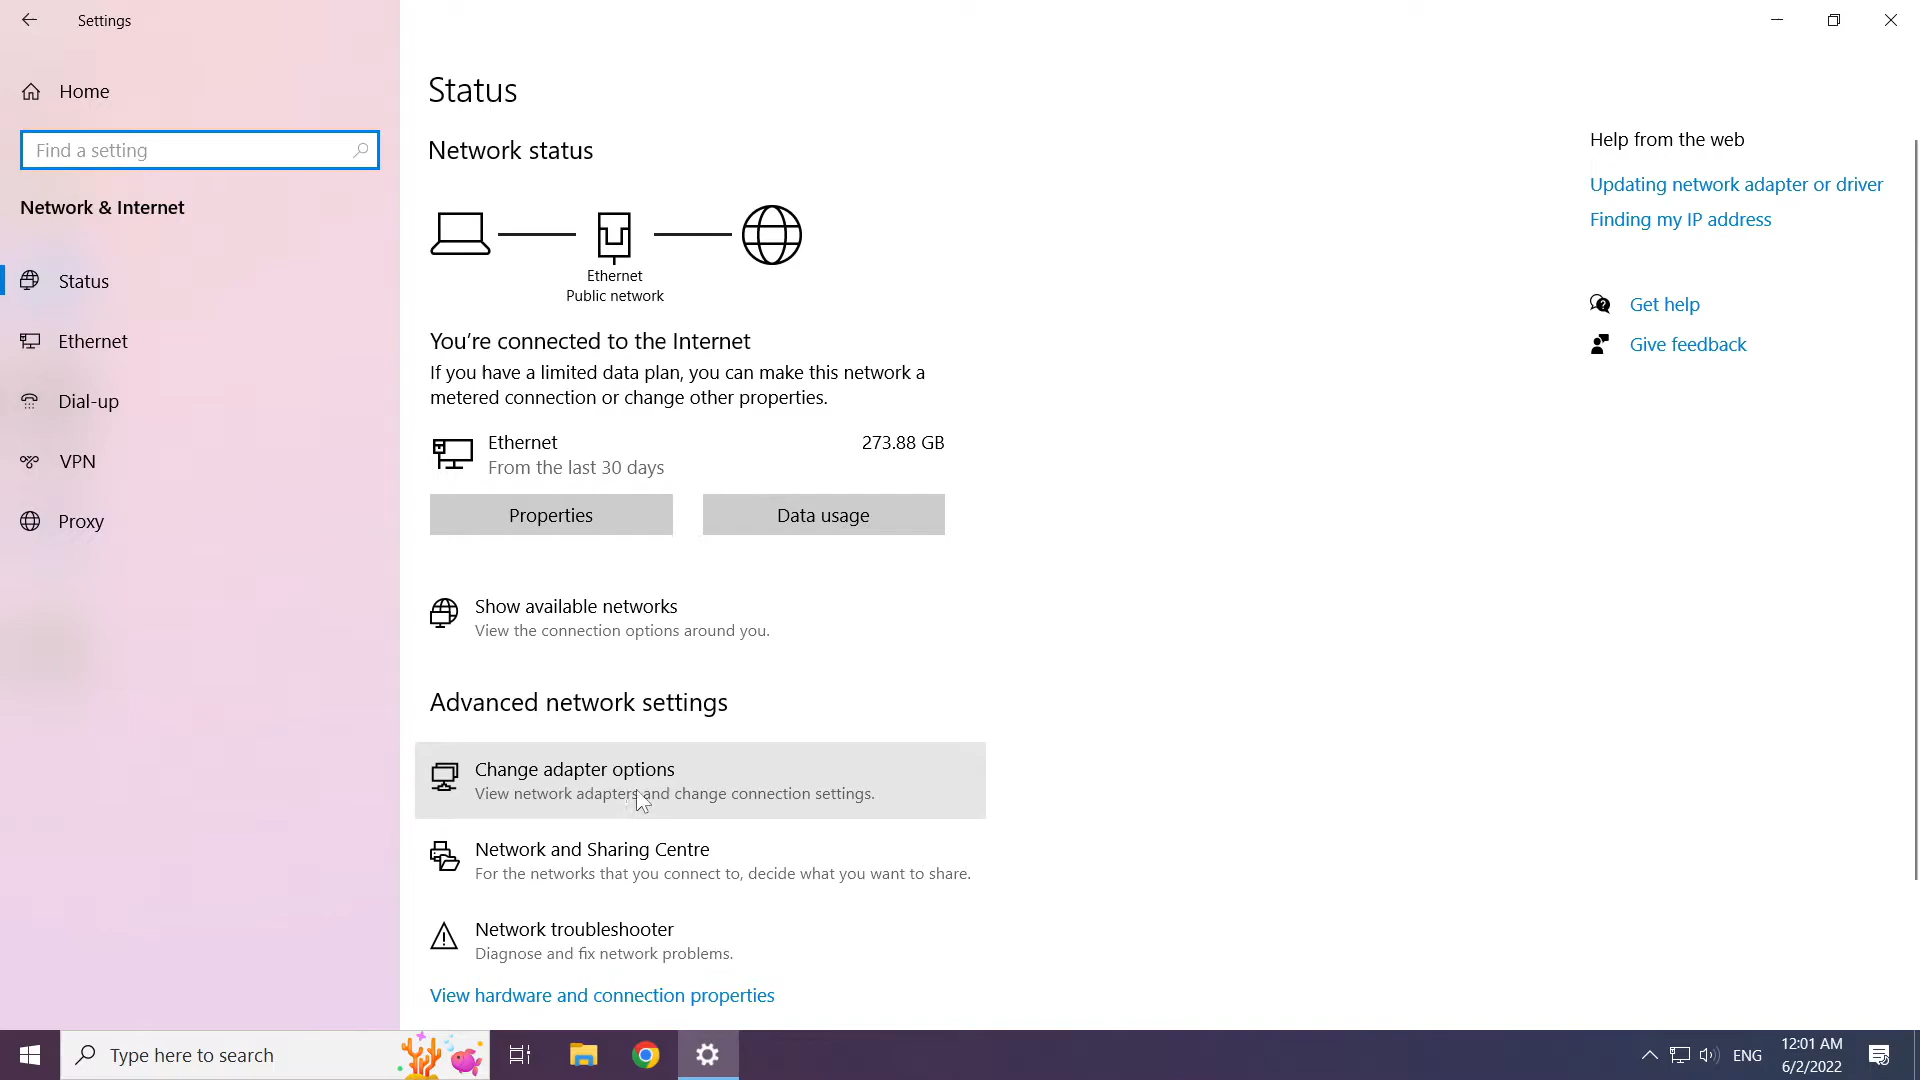 Settings
Home
Find a setting
Network & Internet
Status
Ethernet
Dial-up
VPN
Proxy
Status
Network status
Ethernet
Public network
You're connected to the Internet
If you have a limited data plan, you can make this network a
metered connection or change other properties.
Ethernet
273.88 GB
From the last 30 days
Properties
Data usage
Show available networks
View the connection options around you.
Advanced network settings
Change adapter options
View network adapters and change connection settings.
Network and Sharing Centre
For the networks that you connect to, decide what you want to share.
Network troubleshooter
Diagnose and fix network problems.
View hardware and connection properties
Help from the web
Updating network adapter or driver
Finding my IP address
Get help
Give feedback
Type here to search
ENG
12:01 AM
6/2/2022